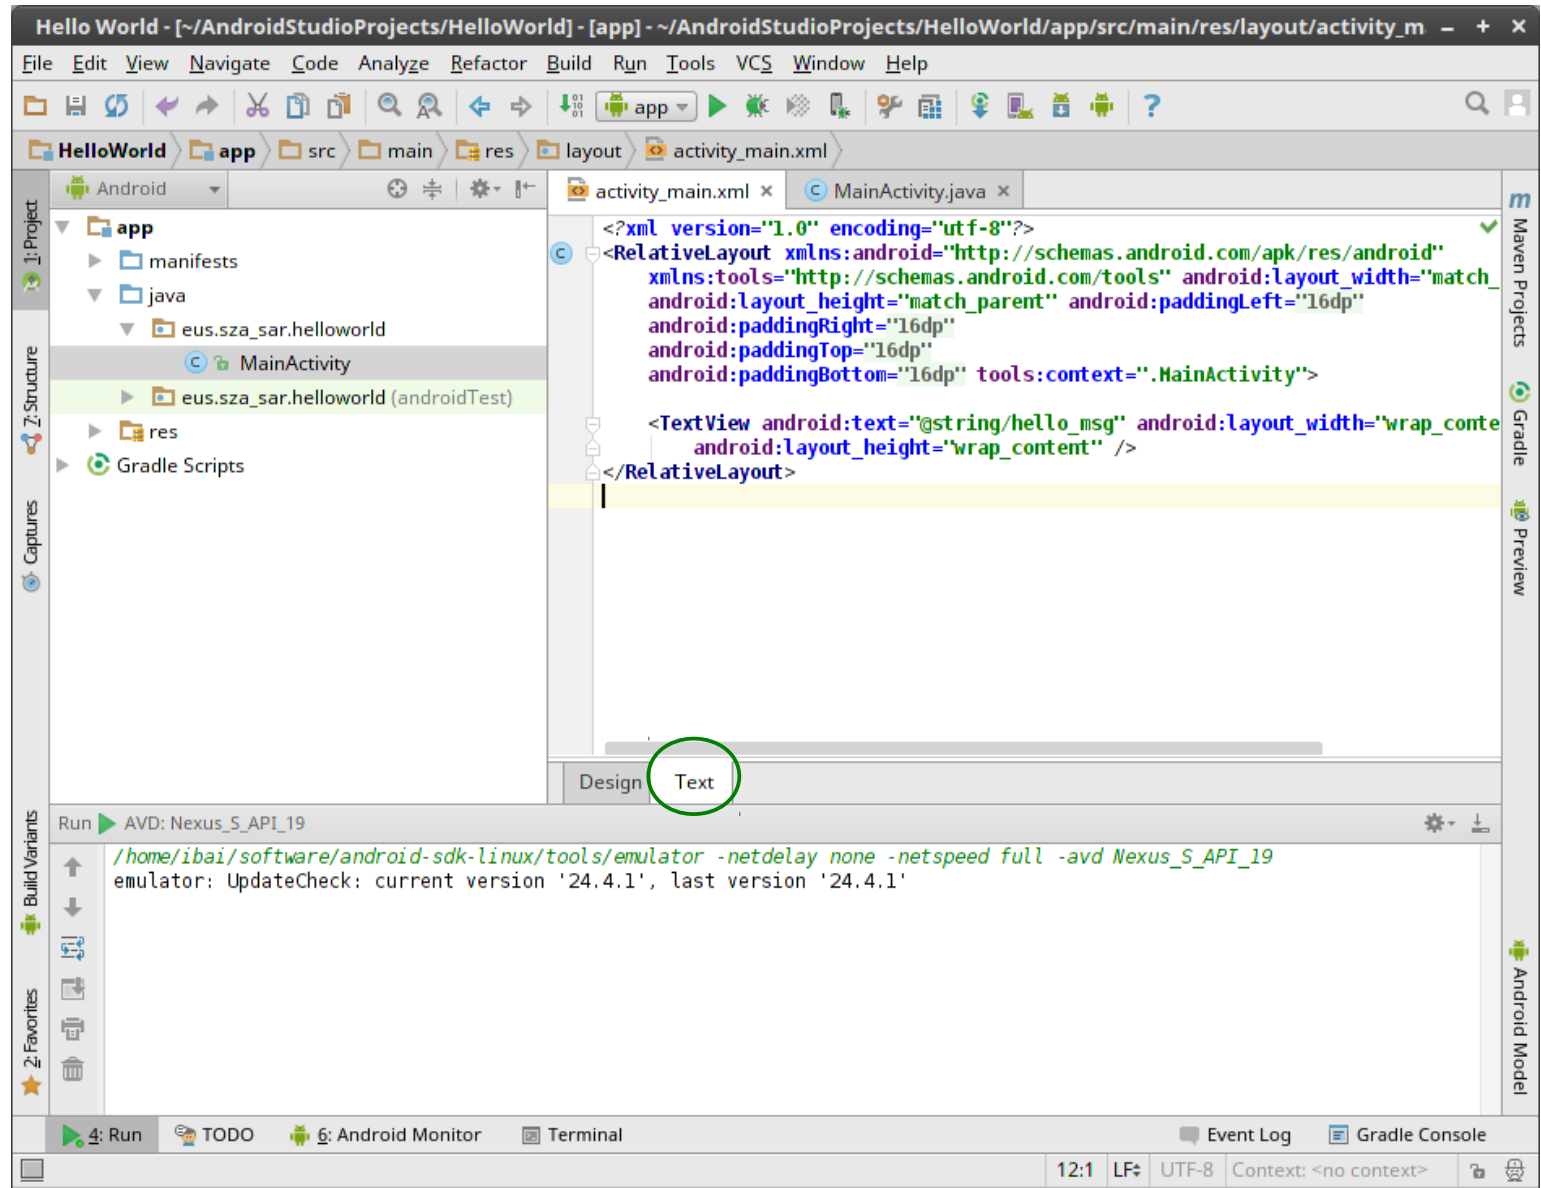 Hello World - [~/AndroidStudioProjects/HelloWorld] - [app] - ~/AndroidStudioProjects/HelloWorld/app/src/main/res/layout/activity_m
File Edit View Navigate Code Analyze Refactor Build Run Tools VCS Window Help
app
HelloWorld app src main res layout activity_main.xml
Android
activity_main.xml MainActivity.java
1: Project
7: Structure
Captures
Build Variants
2: Favorites
app
manifests
java
eus.sza_sar.helloworld
MainActivity
eus.sza_sar.helloworld (androidTest)
res
Gradle Scripts
<?xml version="1.0" encoding="utf-8"?>
<RelativeLayout xmlns:android="http://schemas.android.com/apk/res/android"
xmlns:tools="http://schemas.android.com/tools" android:layout_width="match_
android:layout_height="match_parent" android:paddingLeft="16dp"
android:paddingRight="16dp"
android:paddingTop="16dp"
android:paddingBottom="16dp" tools:context=".MainActivity">
<TextView android:text="@string/hello_msg" android:layout_width="wrap_conte
android:layout_height="wrap_content" />
</RelativeLayout>
Design Text
Maven Projects
Gradle
Preview
Android Model
Run AVD: Nexus_S_API_19
/home/ibai/software/android-sdk-linux/tools/emulator -netdelay none -netspeed full -avd Nexus_S_API_19
emulator: UpdateCheck: current version '24.4.1', last version '24.4.1'
4: Run TODO 6: Android Monitor Terminal Event Log Gradle Console
12:1 LF UTF-8 Context: <no context>